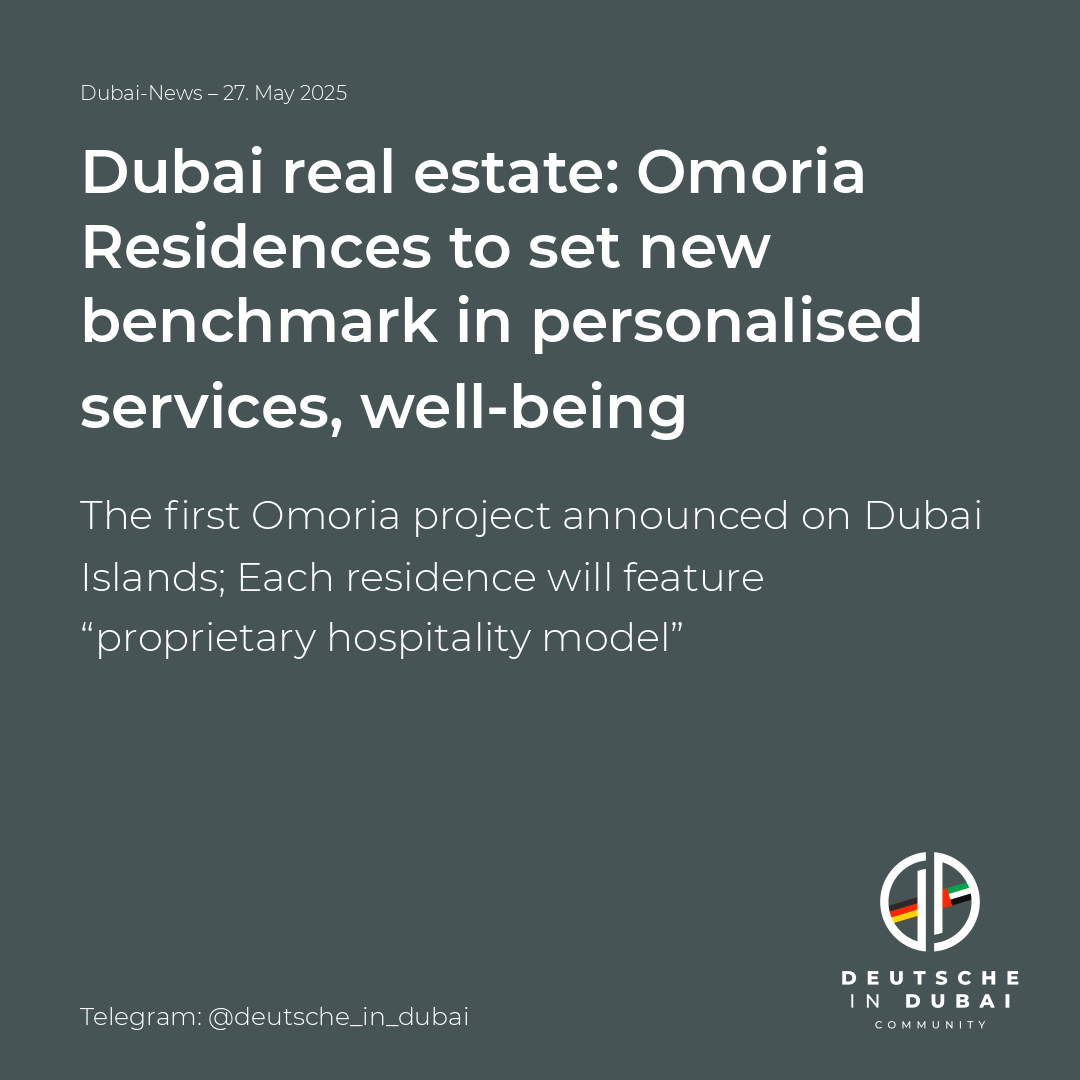 Dubai-News – 27. May 2025
Dubai real estate: Omoria
Residences to set new
benchmark in personalised
services, well-being
The first Omoria project announced on Dubai
Islands; Each residence will feature
“proprietary hospitality model”
DEUTSCHE
IN DUBAI
COMMUNITY
Telegram: @deutsche_in_dubai